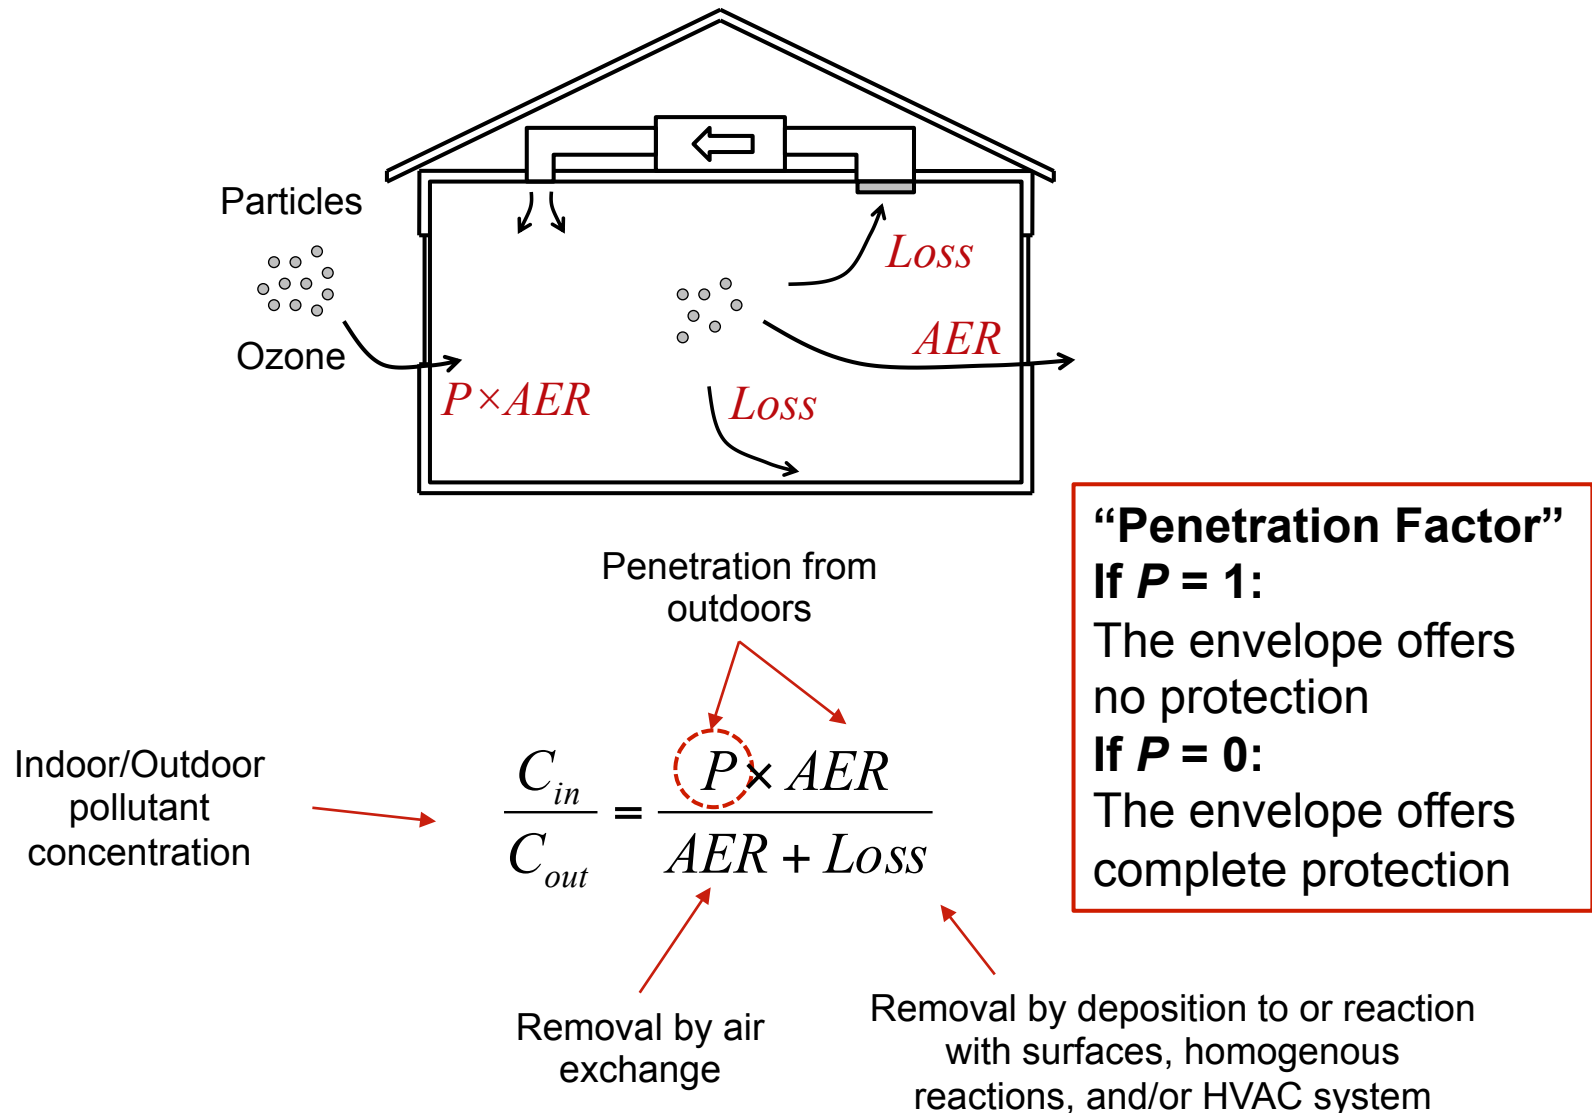 Particles
Ozone
P×AER
Loss
AER
Loss
“Penetration Factor”
If P = 1:
The envelope offers
no protection
If P = 0:
The envelope offers
complete protection
Penetration from
outdoors
Indoor/Outdoor
pollutant
concentration
C_in / C_out = P × AER / AER + Loss
Removal by air
exchange
Removal by deposition to or reaction
with surfaces, homogenous
reactions, and/or HVAC system